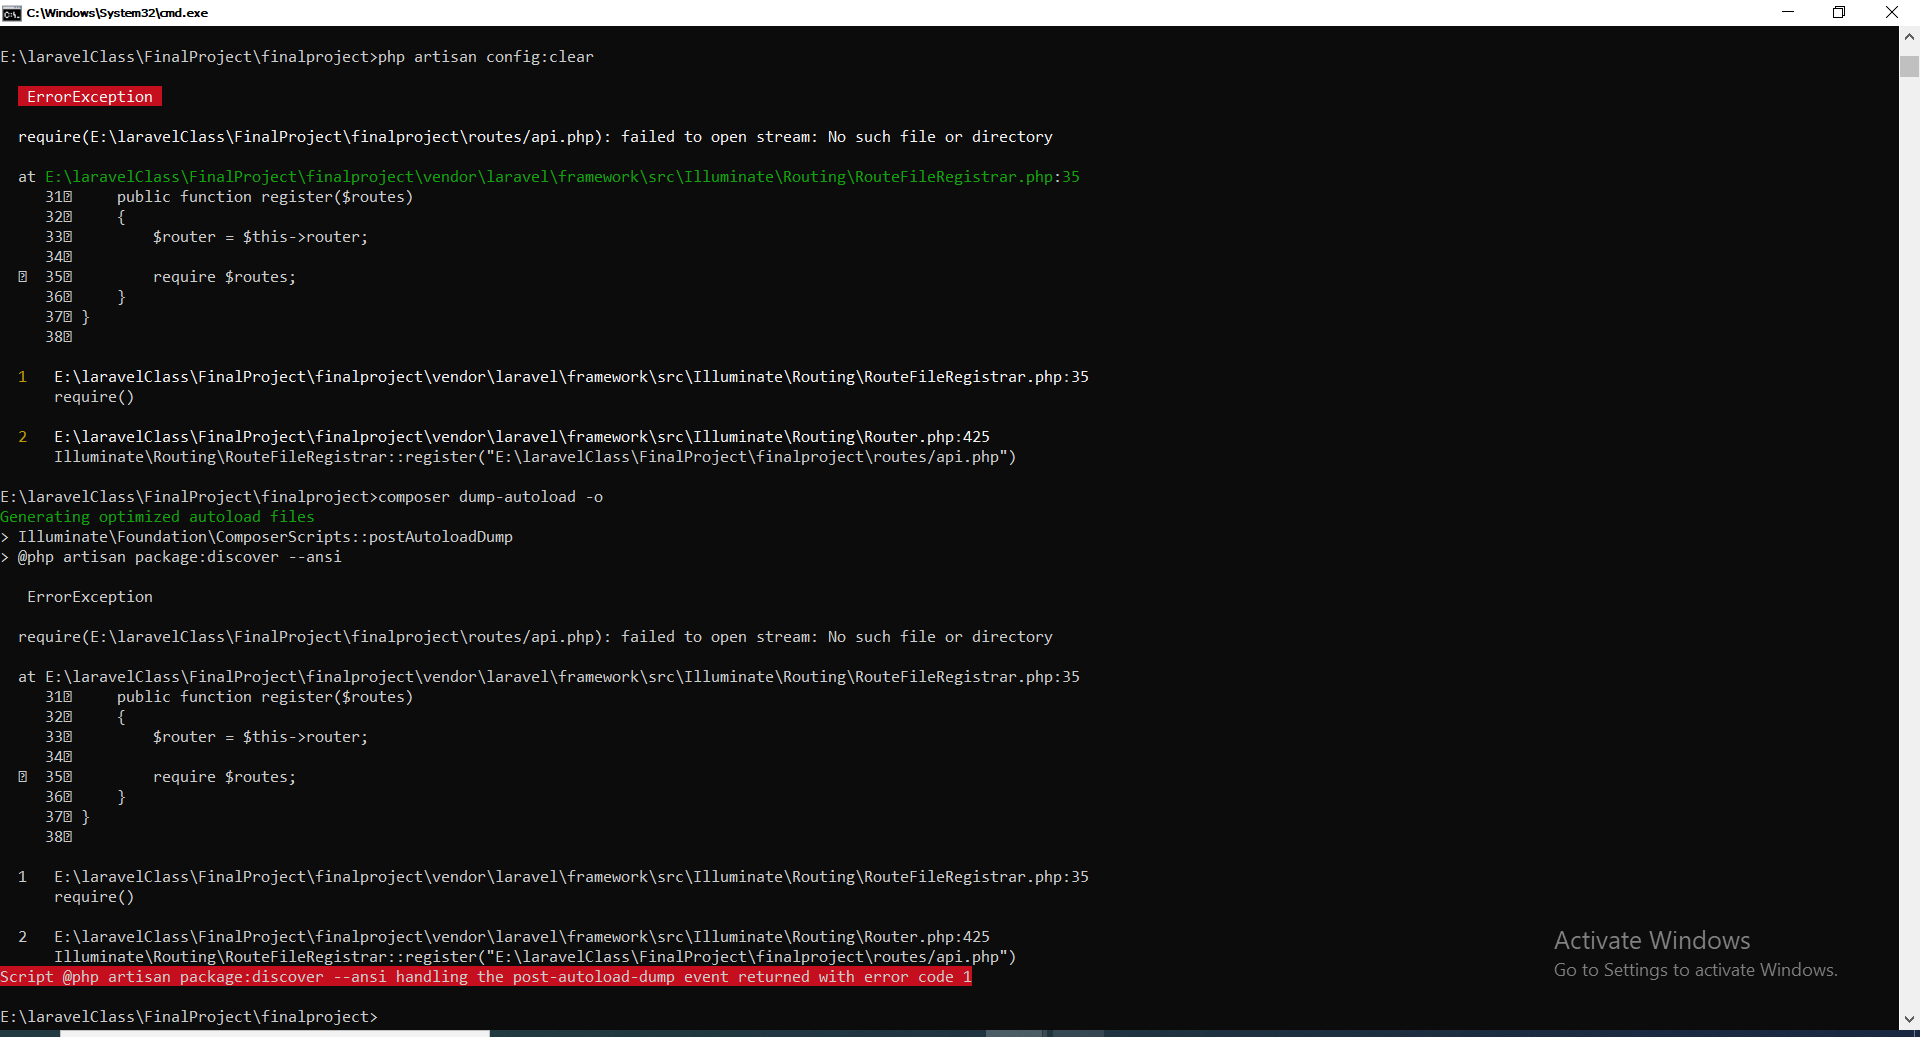 C:\Windows\System32\cmd.exe
E:\laravelClass\FinalProject\finalproject>php artisan config:clear
ErrorException
require(E:\laravelClass\FinalProject\finalproject\routes/api.php): failed to open stream: No such file or directory
at E:\laravelClass\FinalProject\finalproject\vendor\laravel\framework\src\Illuminate\Routing\RouteFileRegistrar.php:35
31⍰     public function register($routes)
32⍰     {
33⍰         $router = $this->router;
34⍰
⍰  35⍰         require $routes;
36⍰     }
37⍰ }
38⍰
1   E:\laravelClass\FinalProject\finalproject\vendor\laravel\framework\src\Illuminate\Routing\RouteFileRegistrar.php:35
require()
2   E:\laravelClass\FinalProject\finalproject\vendor\laravel\framework\src\Illuminate\Routing\Router.php:425
Illuminate\Routing\RouteFileRegistrar::register("E:\laravelClass\FinalProject\finalproject\routes/api.php")
E:\laravelClass\FinalProject\finalproject>composer dump-autoload -o
Generating optimized autoload files
> Illuminate\Foundation\ComposerScripts::postAutoloadDump
> @php artisan package:discover --ansi
ErrorException
require(E:\laravelClass\FinalProject\finalproject\routes/api.php): failed to open stream: No such file or directory
at E:\laravelClass\FinalProject\finalproject\vendor\laravel\framework\src\Illuminate\Routing\RouteFileRegistrar.php:35
31⍰     public function register($routes)
32⍰     {
33⍰         $router = $this->router;
34⍰
⍰  35⍰         require $routes;
36⍰     }
37⍰ }
38⍰
1   E:\laravelClass\FinalProject\finalproject\vendor\laravel\framework\src\Illuminate\Routing\RouteFileRegistrar.php:35
require()
2   E:\laravelClass\FinalProject\finalproject\vendor\laravel\framework\src\Illuminate\Routing\Router.php:425
Illuminate\Routing\RouteFileRegistrar::register("E:\laravelClass\FinalProject\finalproject\routes/api.php")
Script @php artisan package:discover --ansi handling the post-autoload-dump event returned with error code 1
E:\laravelClass\FinalProject\finalproject>
Activate Windows
Go to Settings to activate Windows.